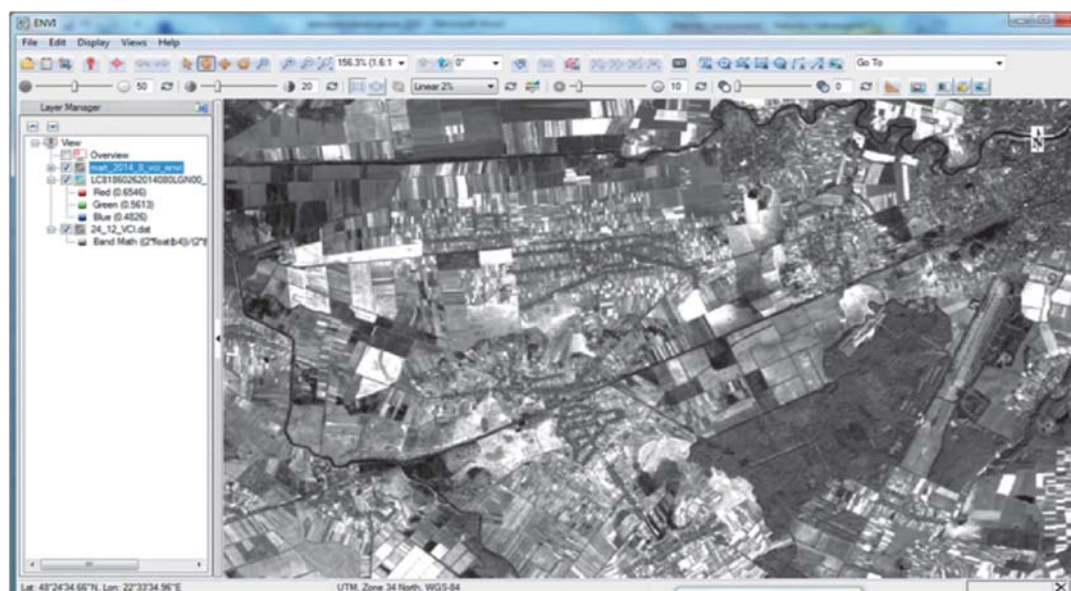 ENVI
File Edit Display Views Help
156.3% (1.6:1
0°
Go To
50
20
Linear 2%
10
0
Layer Manager
View
Overview
LC81860262014080LGN00_
Red (0.6546)
Green (0.5613)
Blue (0.4826)
24_12_VCI.dat
Band Math ((2*float(b4))/(2*
Lat: 48°24'34.66"N, Lon: 22°33'34.96"E
UTM, Zone 34 North, WGS-84